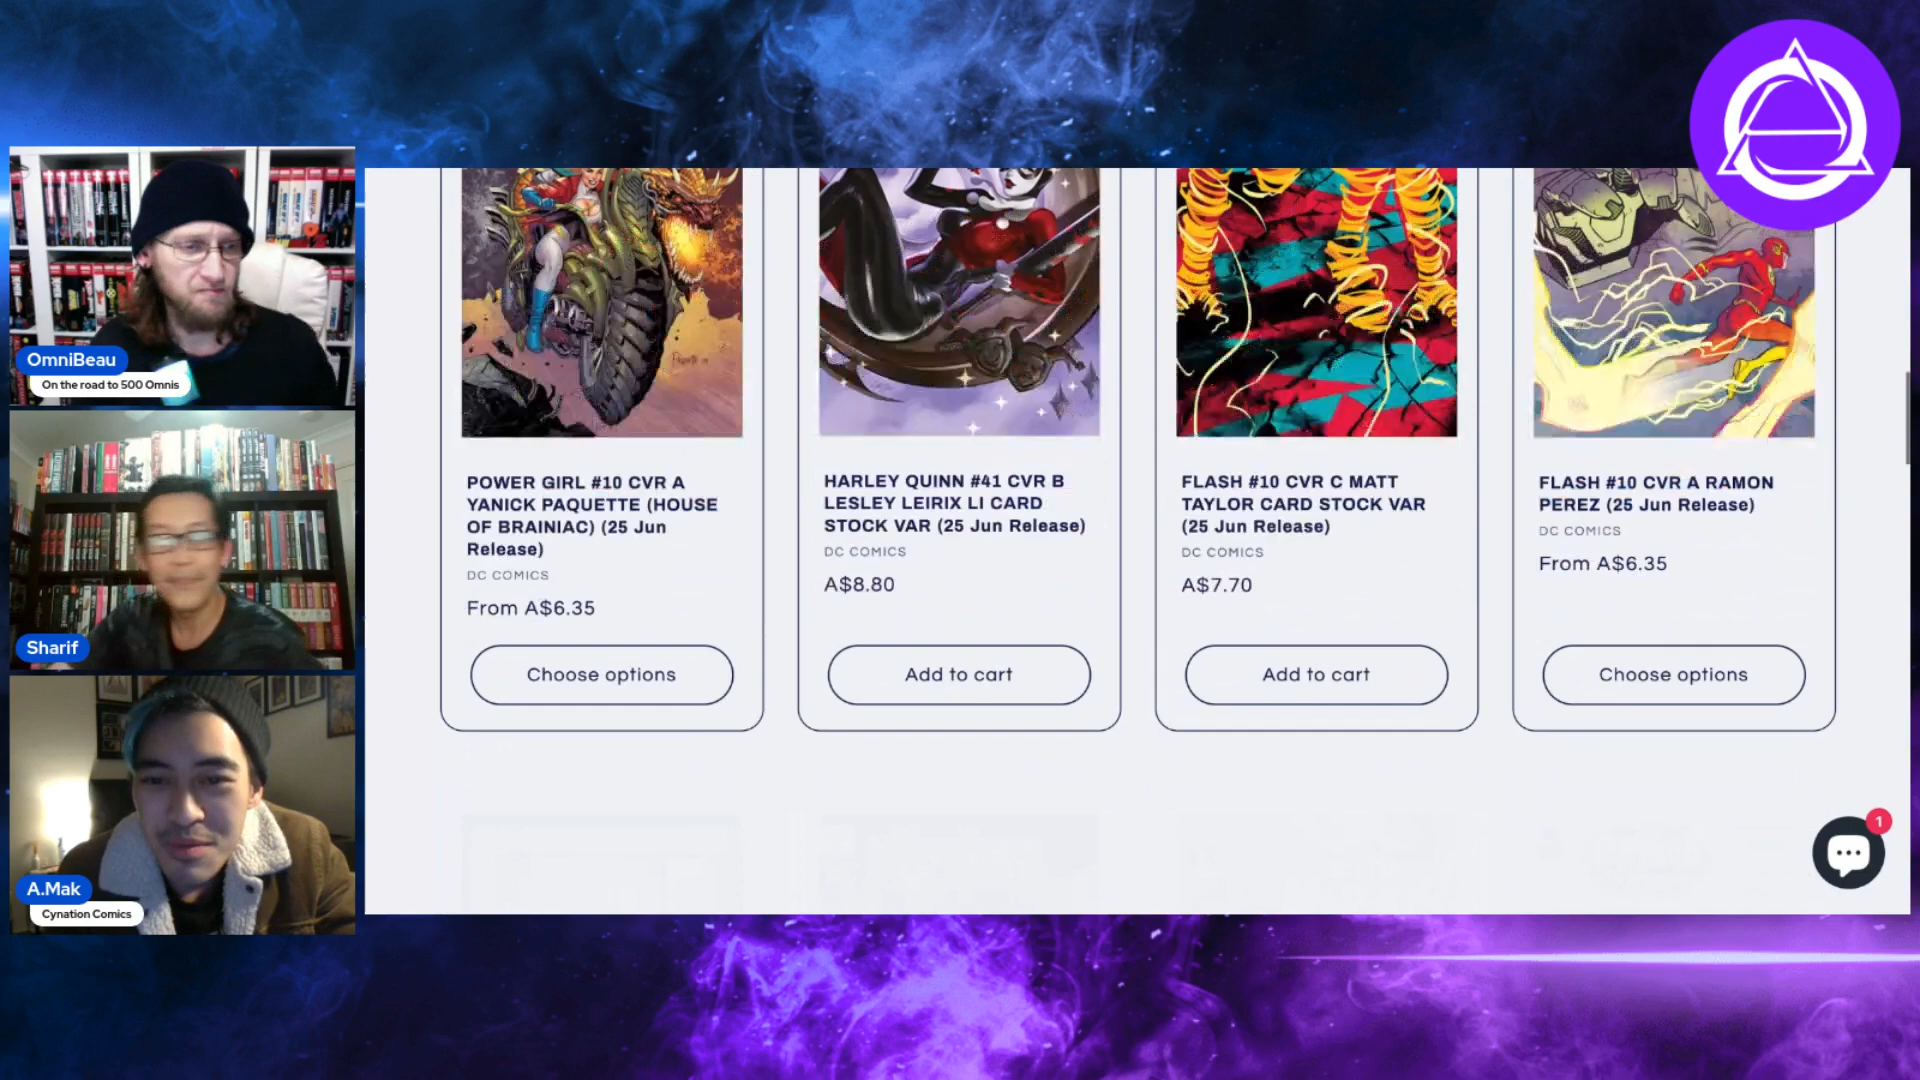 OmniBeau
On the road to 500 Omnis
Sharif
A.Mak
Cynation Comics
POWER GIRL #10 CVR A
YANICK PAQUETTE (HOUSE
OF BRAINIAC) (25 Jun
Release)
DC COMICS
From A$6.35
Choose options
HARLEY QUINN #41 CVR B
LESLEY LEIRIX LI CARD
STOCK VAR (25 Jun Release)
DC COMICS
A$8.80
Add to cart
FLASH #10 CVR C MATT
TAYLOR CARD STOCK VAR
(25 Jun Release)
DC COMICS
A$7.70
Add to cart
FLASH #10 CVR A RAMON
PEREZ (25 Jun Release)
DC COMICS
From A$6.35
Choose options
1